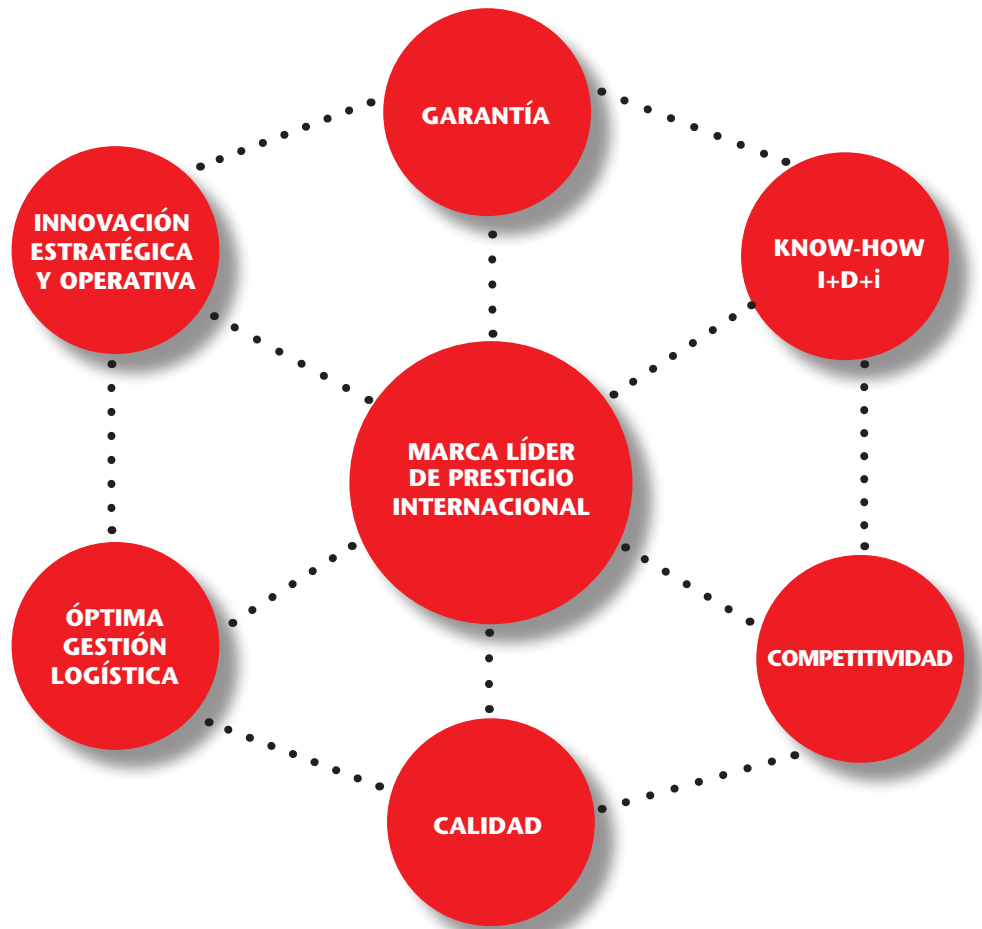 GARANTÍA
INNOVACIÓN
ESTRATÉGICA
Y OPERATIVA
KNOW-HOW
I+D+i
MARCA LÍDER
DE PRESTIGIO
INTERNACIONAL
ÓPTIMA
GESTIÓN
LOGÍSTICA
COMPETITIVIDAD
CALIDAD